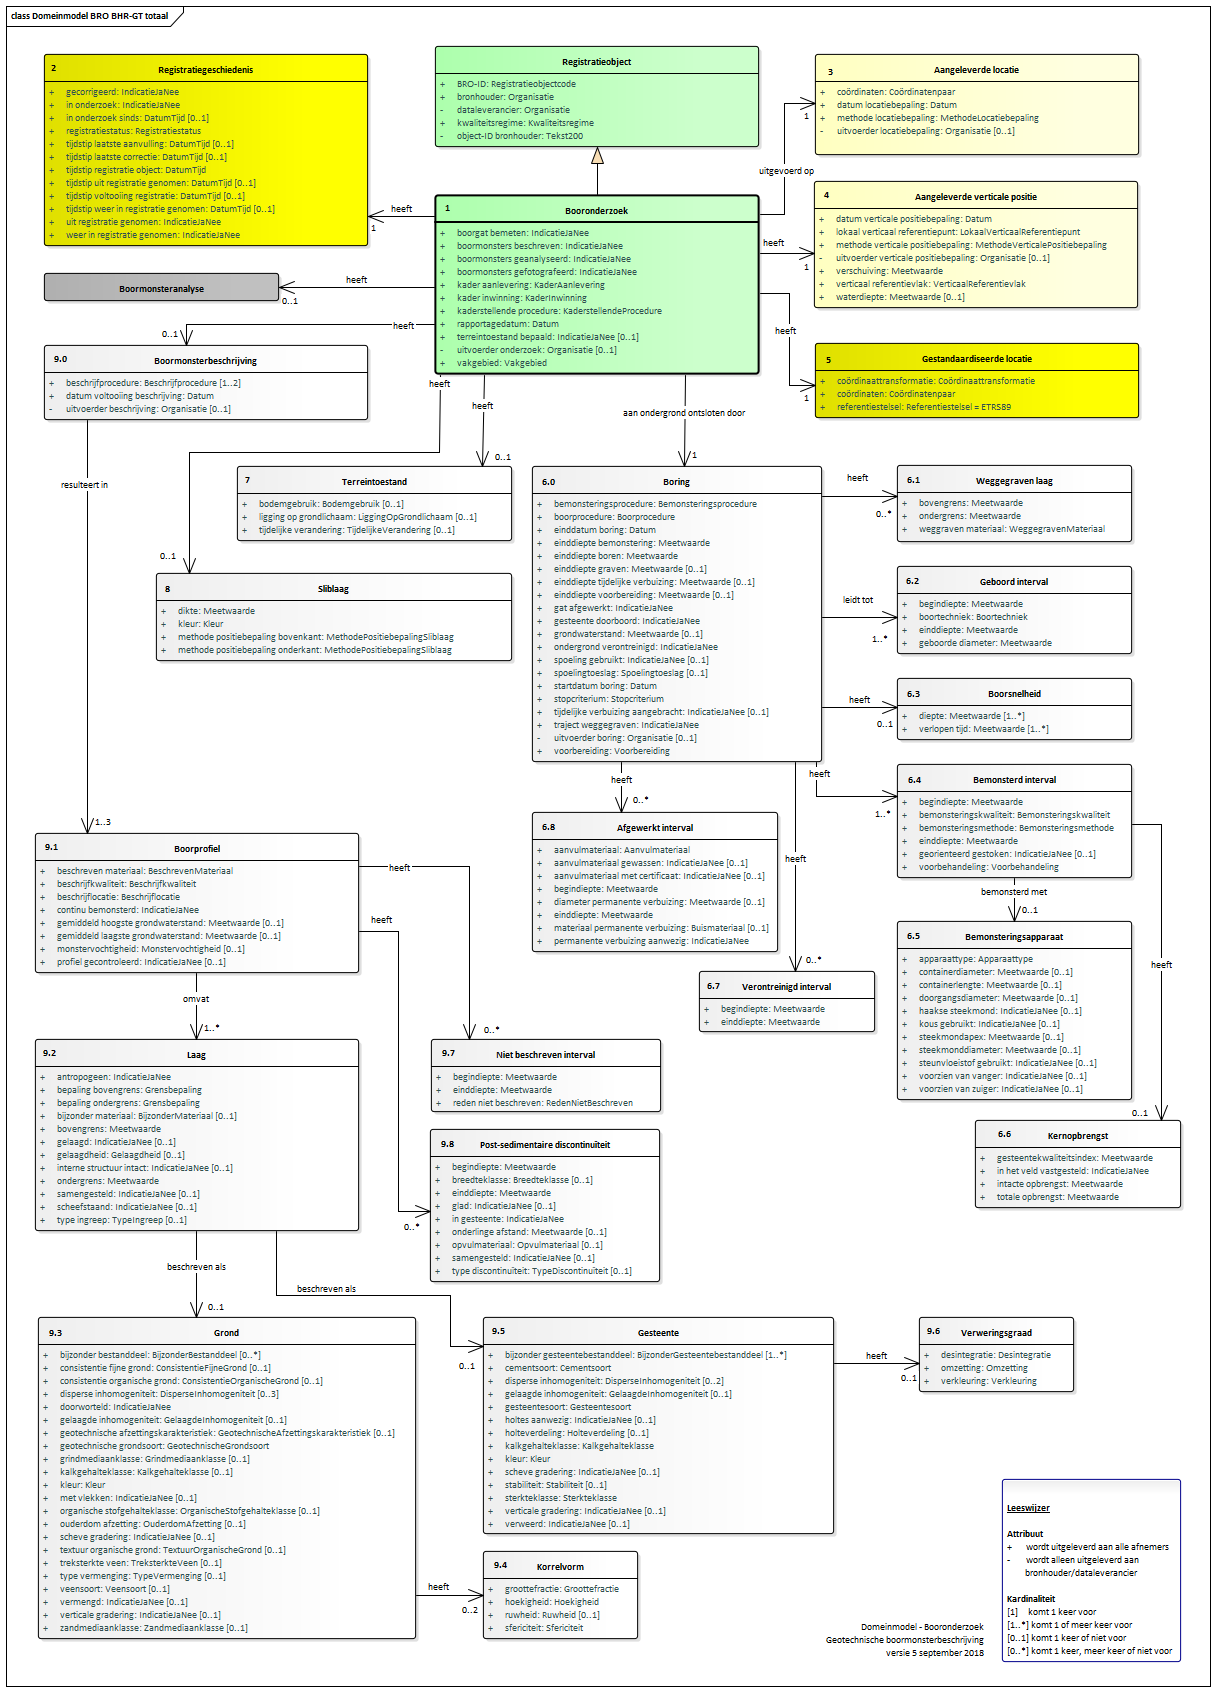 class Domeinmodel BRO BHR-GT totaal
2 Registratiegeschiedenis
+ gecorrigeerd: IndicatieJaNee
+ in onderzoek: IndicatieJaNee
+ in onderzoek sinds: DatumTijd [0..1]
+ registratiestatus: Registratiestatus
+ tijdstip laatste aanvulling: DatumTijd [0..1]
+ tijdstip laatste correctie: DatumTijd [0..1]
+ tijdstip registratie object: DatumTijd
+ tijdstip uit registratie genomen: DatumTijd [0..1]
+ tijdstip voltooiing registratie: DatumTijd [0..1]
+ tijdstip weer in registratie genomen: DatumTijd [0..1]
+ uit registratie genomen: IndicatieJaNee
+ weer in registratie genomen: IndicatieJaNee
Registratieobject
+ BRO-ID: Registratieobjectcode
+ bronhouder: Organisatie
- dataleverancier: Organisatie
+ kwaliteitsregime: Kwaliteitsregime
- object-ID bronhouder: Tekst200
3 Aangeleverde locatie
+ coördinaten: Coördinatenpaar
+ datum locatiebepaling: Datum
+ methode locatiebepaling: MethodeLocatiebepaling
- uitvoerder locatiebepaling: Organisatie [0..1]
1
uitgevoerd op
4 Aangeleverde verticale positie
+ datum verticale positiebepaling: Datum
+ lokaal verticaal referentiepunt: LokaalVerticaalReferentiepunt
+ methode verticale positiebepaling: MethodeVerticalePositiebepaling
- uitvoerder verticale positiebepaling: Organisatie [0..1]
+ verschuiving: Meetwaarde
+ verticaal referentievlak: VerticaalReferentievlak
+ waterdiepte: Meetwaarde [0..1]
heeft
1
1 Booronderzoek
+ boorgat bemeten: IndicatieJaNee
+ boormonsters beschreven: IndicatieJaNee
+ boormonsters geanalyseerd: IndicatieJaNee
+ boormonsters gefotografeerd: IndicatieJaNee
+ kader aanlevering: KaderAanlevering
+ kader inwinning: KaderInwinning
+ kaderstellende procedure: KaderstellendeProcedure
+ rapportagedatum: Datum
+ terreintoestand bepaald: IndicatieJaNee [0..1]
- uitvoerder onderzoek: Organisatie [0..1]
+ vakgebied: Vakgebied
heeft
1
heeft
0..1
Boormonsteranalyse
heeft
0..1
heeft
1
5 Gestandaardiseerde locatie
+ coördinaattransformatie: Coördinaattransformatie
+ coördinaten: Coördinatenpaar
+ referentiestelsel: Referentiestelsel = ETRS89
9.0 Boormonsterbeschrijving
+ beschrijfprocedure: Beschrijfprocedure [1..2]
+ datum voltooiing beschrijving: Datum
- uitvoerder beschrijving: Organisatie [0..1]
heeft
0..1
heeft
0..1
aan ondergrond ontsloten door
1
resulteert in
1..3
7 Terreintoestand
+ bodemgebruik: Bodemgebruik [0..1]
+ ligging op grondlichaam: LiggingOpGrondlichaam [0..1]
+ tijdelijke verandering: TijdelijkeVerandering [0..1]
8 Sliblaag
+ dikte: Meetwaarde
+ kleur: Kleur
+ methode positiebepaling bovenkant: MethodePositiebepalingSliblaag
+ methode positiebepaling onderkant: MethodePositiebepalingSliblaag
6.0 Boring
+ bemonsteringsprocedure: Bemonsteringsprocedure
+ boorprocedure: Boorprocedure
+ einddatum boring: Datum
+ einddiepte bemonstering: Meetwaarde
+ einddiepte boren: Meetwaarde
+ einddiepte graven: Meetwaarde [0..1]
+ einddiepte tijdelijke verbuizing: Meetwaarde [0..1]
+ einddiepte voorbereiding: Meetwaarde [0..1]
+ gat afgewerkt: IndicatieJaNee
+ gesteente doorboord: IndicatieJaNee
+ grondwaterstand: Meetwaarde [0..1]
+ ondergrond verontreinigd: IndicatieJaNee
+ spoeling gebruikt: IndicatieJaNee [0..1]
+ spoelingtoeslag: Spoelingtoeslag [0..1]
+ startdatum boring: Datum
+ stopcriterium: Stopcriterium
+ tijdelijke verbuizing aangebracht: IndicatieJaNee [0..1]
+ traject weggegraven: IndicatieJaNee
- uitvoerder boring: Organisatie [0..1]
+ voorbereiding: Voorbereiding
heeft
0..*
6.1 Weggegraven laag
+ bovengrens: Meetwaarde
+ ondergrens: Meetwaarde
+ weggraven materiaal: WeggegravenMateriaal
leidt tot
1..*
6.2 Geboord interval
+ begindiepte: Meetwaarde
+ boortechniek: Boortechniek
+ einddiepte: Meetwaarde
+ geboorde diameter: Meetwaarde
heeft
0..1
6.3 Boorsnelheid
+ diepte: Meetwaarde [1..*]
+ verlopen tijd: Meetwaarde [1..*]
heeft
1..*
6.4 Bemonsterd interval
+ begindiepte: Meetwaarde
+ bemonsteringskwaliteit: Bemonsteringskwaliteit
+ bemonsteringsmethode: Bemonsteringsmethode
+ einddiepte: Meetwaarde
+ georienteerd gestoken: IndicatieJaNee [0..1]
+ voorbehandeling: Voorbehandeling
bemonsterd met
0..1
6.5 Bemonsteringsapparaat
+ apparaattype: Apparaattype
+ containerdiameter: Meetwaarde [0..1]
+ containerlengte: Meetwaarde [0..1]
+ doorgangsdiameter: Meetwaarde [0..1]
+ haakse steekmond: IndicatieJaNee [0..1]
+ kous gebruikt: IndicatieJaNee [0..1]
+ steekmondapex: Meetwaarde [0..1]
+ steekmonddiameter: Meetwaarde [0..1]
+ steunvloeistof gebruikt: IndicatieJaNee [0..1]
+ voorzien van vanger: IndicatieJaNee [0..1]
+ voorzien van zuiger: IndicatieJaNee [0..1]
heeft
0..1
6.6 Kernopbrengst
+ gesteentekwaliteitsindex: Meetwaarde
+ in het veld vastgesteld: IndicatieJaNee
+ intacte opbrengst: Meetwaarde
+ totale opbrengst: Meetwaarde
heeft
0..*
6.8 Afgewerkt interval
+ aanvulmateriaal: Aanvulmateriaal
+ aanvulmateriaal gewassen: IndicatieJaNee [0..1]
+ aanvulmateriaal met certificaat: IndicatieJaNee [0..1]
+ begindiepte: Meetwaarde
+ diameter permanente verbuizing: Meetwaarde [0..1]
+ einddiepte: Meetwaarde
+ materiaal permanente verbuizing: Buismateriaal [0..1]
+ permanente verbuizing aanwezig: IndicatieJaNee
heeft
0..*
6.7 Verontreinigd interval
+ begindiepte: Meetwaarde
+ einddiepte: Meetwaarde
9.1 Boorprofiel
+ beschreven materiaal: BeschrevenMateriaal
+ beschrijfkwaliteit: Beschrijfkwaliteit
+ beschrijflocatie: Beschrijflocatie
+ continu bemonsterd: IndicatieJaNee
+ gemiddeld hoogste grondwaterstand: Meetwaarde [0..1]
+ gemiddeld laagste grondwaterstand: Meetwaarde [0..1]
+ monstervochtigheid: Monstervochtigheid [0..1]
+ profiel gecontroleerd: IndicatieJaNee [0..1]
heeft
0..*
heeft
0..*
omvat
1..*
9.2 Laag
+ antropogeen: IndicatieJaNee
+ bepaling bovengrens: Grensbepaling
+ bepaling ondergrens: Grensbepaling
+ bijzonder materiaal: BijzonderMateriaal [0..1]
+ bovengrens: Meetwaarde
+ gelaagd: IndicatieJaNee [0..1]
+ gelaagdheid: Gelaagdheid [0..1]
+ interne structuur intact: IndicatieJaNee [0..1]
+ ondergrens: Meetwaarde
+ samengesteld: IndicatieJaNee [0..1]
+ scheefstaand: IndicatieJaNee [0..1]
+ type ingreep: TypeIngreep [0..1]
9.7 Niet beschreven interval
+ begindiepte: Meetwaarde
+ einddiepte: Meetwaarde
+ reden niet beschreven: RedenNietBeschreven
9.8 Post-sedimentaire discontinuïteit
+ begindiepte: Meetwaarde
+ breedteklasse: Breedteklasse [0..1]
+ einddiepte: Meetwaarde
+ glad: IndicatieJaNee [0..1]
+ in gesteente: IndicatieJaNee
+ onderlinge afstand: Meetwaarde [0..1]
+ opvulmateriaal: Opvulmateriaal [0..1]
+ samengesteld: IndicatieJaNee [0..1]
+ type discontinuïteit: TypeDiscontinuïteit [0..1]
beschreven als
0..1
beschreven als
0..1
9.3 Grond
+ bijzonder bestanddeel: BijzonderBestanddeel [0..*]
+ consistentie fijne grond: ConsistentieFijneGrond [0..1]
+ consistentie organische grond: ConsistentieOrganischeGrond [0..1]
+ disperse inhomogeniteit: DisperseInhomogeniteit [0..3]
+ doorworteld: IndicatieJaNee
+ gelaagde inhomogeniteit: GelaagdeInhomogeniteit [0..1]
+ geotechnische afzettingskarakteristiek: GeotechnischeAfzettingskarakteristiek [0..1]
+ geotechnische grondsoort: GeotechnischeGrondsoort
+ grindmediaanklasse: Grindmediaanklasse [0..1]
+ kalkgehalteklasse: Kalkgehalteklasse [0..1]
+ kleur: Kleur
+ met vlekken: IndicatieJaNee [0..1]
+ organische stofgehalteklasse: OrganischeStofgehalteklasse [0..1]
+ ouderdom afzetting: OuderdomAfzetting [0..1]
+ scheve gradering: IndicatieJaNee [0..1]
+ textuur organische grond: TextuurOrganischeGrond [0..1]
+ treksterkte veen: TreksterkteVeen [0..1]
+ type vermenging: TypeVermenging [0..1]
+ veensoort: Veensoort [0..1]
+ vermengd: IndicatieJaNee [0..1]
+ verticale gradering: IndicatieJaNee [0..1]
+ zandmediaanklasse: Zandmediaanklasse [0..1]
9.5 Gesteente
+ bijzonder gesteentebestanddeel: BijzonderGesteentebestanddeel [1..*]
+ cementsoort: Cementsoort
+ disperse inhomogeniteit: DisperseInhomogeniteit [0..2]
+ gelaagde inhomogeniteit: GelaagdeInhomogeniteit [0..1]
+ gesteentesoort: Gesteentesoort
+ holtes aanwezig: IndicatieJaNee [0..1]
+ holteverdeling: Holteverdeling [0..1]
+ kalkgehalteklasse: Kalkgehalteklasse
+ kleur: Kleur
+ scheve gradering: IndicatieJaNee [0..1]
+ stabiliteit: Stabiliteit [0..1]
+ sterkteklasse: Sterkteklasse
+ verticale gradering: IndicatieJaNee [0..1]
+ verweerd: IndicatieJaNee [0..1]
heeft
0..1
9.6 Verweringsgraad
+ desintegratie: Desintegratie
+ omzetting: Omzetting
+ verkleuring: Verkleuring
heeft
0..2
9.4 Korrelvorm
+ groottefractie: Groottefractie
+ hoekigheid: Hoekigheid
+ ruwheid: Ruwheid [0..1]
+ sfericiteit: Sfericiteit
Domeinmodel - Booronderzoek
Geotechnische boormonsterbeschrijving
versie 5 september 2018
Leeswijzer
Attribuut
+ wordt uitgeleverd aan alle afnemers
- wordt alleen uitgeleverd aan
bronhouder/dataleverancier
Kardinaliteit
[1] komt 1 keer voor
[1..*] komt 1 of meer keer voor
[0..1] komt 1 keer of niet voor
[0..*] komt 1 keer, meer keer of niet voor